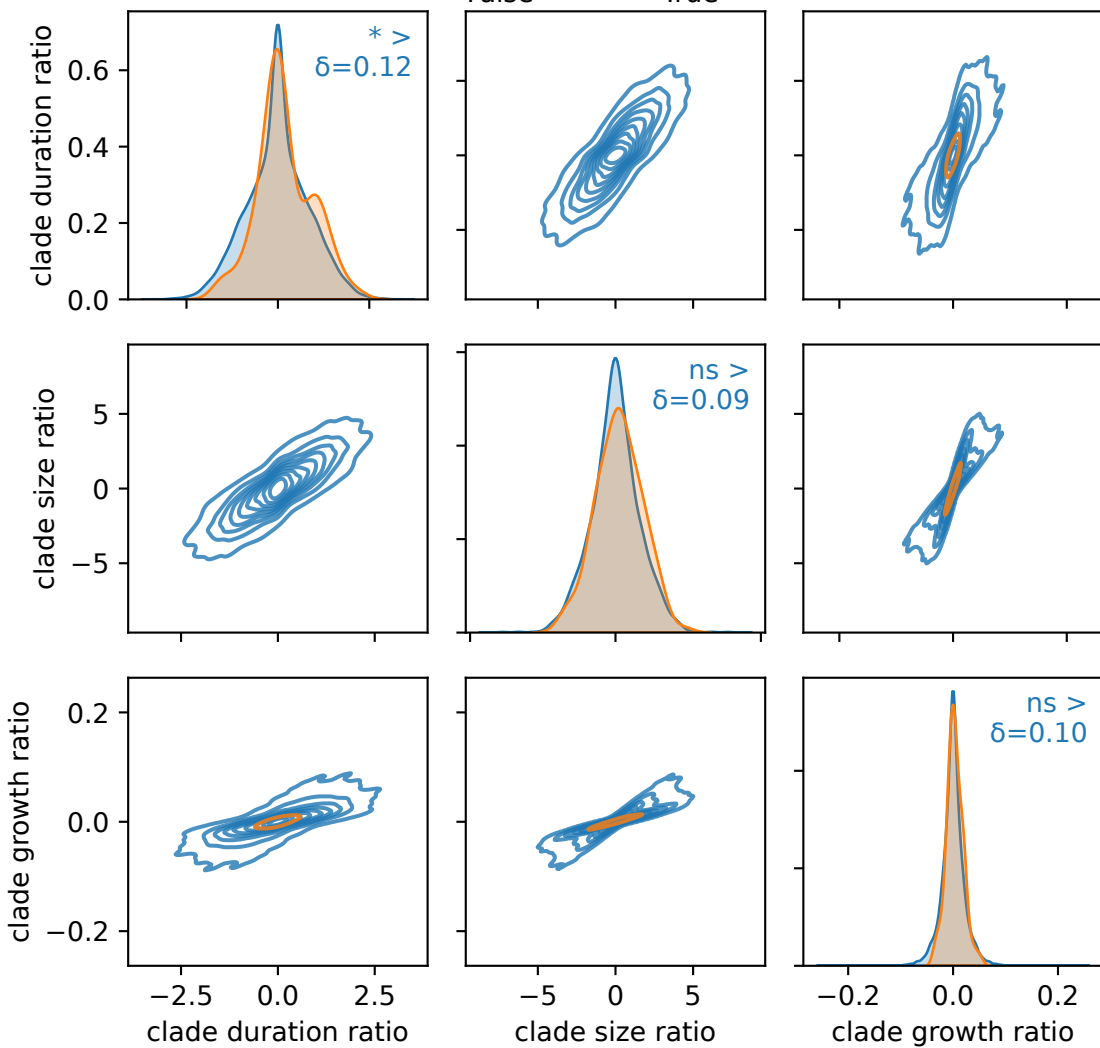 * >
δ=0.12
clade duration ratio
0.6
0.4
0.2
0.0
ns >
δ=0.09
clade size ratio
5
0
−5
ns >
δ=0.10
clade growth ratio
0.2
0.0
−0.2
−2.5 0.0 2.5
−5 0 5
−0.2 0.0 0.2
clade duration ratio
clade size ratio
clade growth ratio